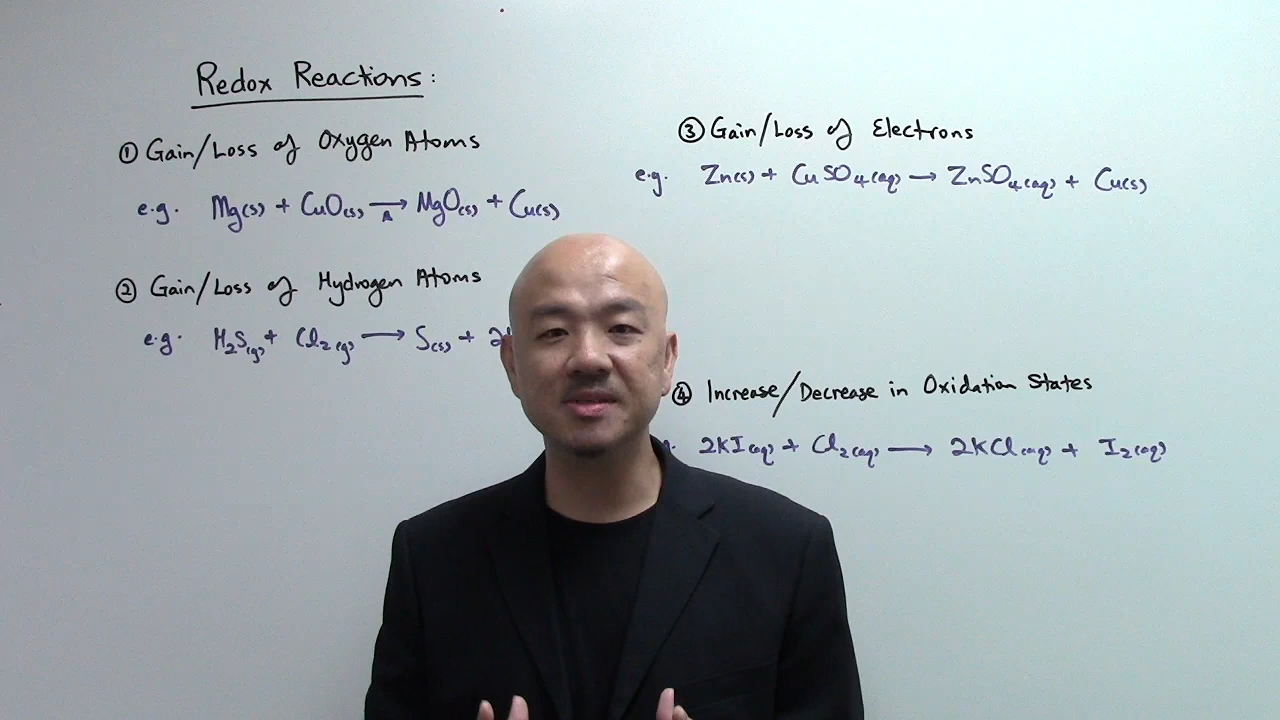 Redox Reactions:
① Gain/Loss of Oxygen Atoms
e.g. Mg(s) + CuO(s) ⟶ MgO(s) + Cu(s)
Δ
② Gain/Loss of Hydrogen Atoms
e.g. H2S(g) + Cl2(g) ⟶ S(s) + 2
③ Gain/Loss of Electrons
e.g. Zn(s) + CuSO4(aq) ⟶ ZnSO4(aq) + Cu(s)
④ Increase/Decrease in Oxidation States
2KI(aq) + Cl2(aq) ⟶ 2KCl(aq) + I2(aq)